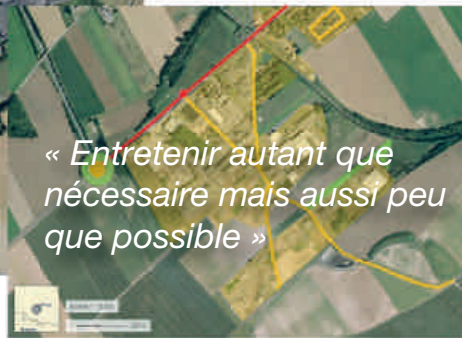 « Entretenir autant que
nécessaire mais aussi peu
que possible »